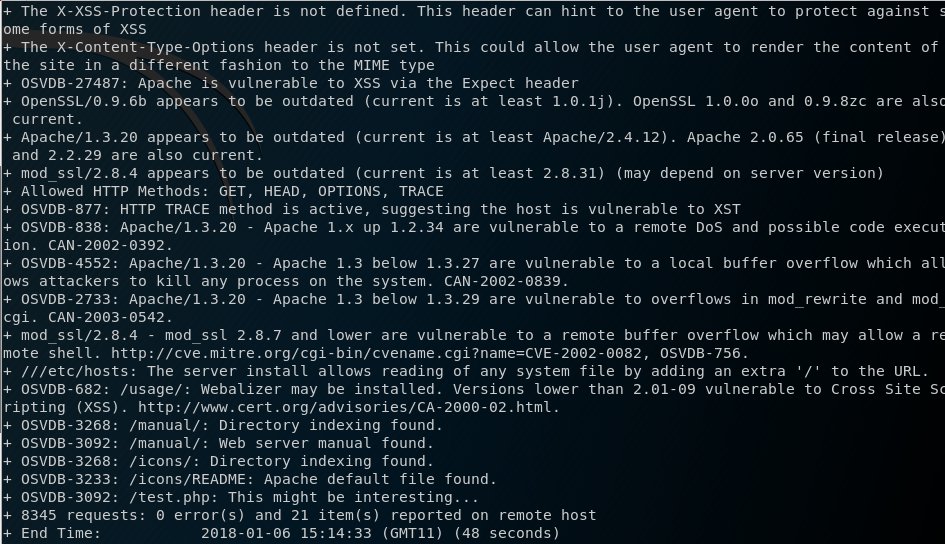 + The X-XSS-Protection header is not defined. This header can hint to the user agent to protect against s
ome forms of XSS
+ The X-Content-Type-Options header is not set. This could allow the user agent to render the content of
the site in a different fashion to the MIME type
+ OSVDB-27487: Apache is vulnerable to XSS via the Expect header
+ OpenSSL/0.9.6b appears to be outdated (current is at least 1.0.1j). OpenSSL 1.0.0o and 0.9.8zc are also
current.
+ Apache/1.3.20 appears to be outdated (current is at least Apache/2.4.12). Apache 2.0.65 (final release)
and 2.2.29 are also current.
+ mod_ssl/2.8.4 appears to be outdated (current is at least 2.8.31) (may depend on server version)
+ Allowed HTTP Methods: GET, HEAD, OPTIONS, TRACE
+ OSVDB-877: HTTP TRACE method is active, suggesting the host is vulnerable to XST
+ OSVDB-838: Apache/1.3.20 - Apache 1.x up 1.2.34 are vulnerable to a remote DoS and possible code execut
ion. CAN-2002-0392.
+ OSVDB-4552: Apache/1.3.20 - Apache 1.3 below 1.3.27 are vulnerable to a local buffer overflow which all
ows attackers to kill any process on the system. CAN-2002-0839.
+ OSVDB-2733: Apache/1.3.20 - Apache 1.3 below 1.3.29 are vulnerable to overflows in mod_rewrite and mod_
cgi. CAN-2003-0542.
+ mod_ssl/2.8.4 - mod_ssl 2.8.7 and lower are vulnerable to a remote buffer overflow which may allow a re
mote shell. http://cve.mitre.org/cgi-bin/cvename.cgi?name=CVE-2002-0082, OSVDB-756.
+ ///etc/hosts: The server install allows reading of any system file by adding an extra '/' to the URL.
+ OSVDB-682: /usage/: Webalizer may be installed. Versions lower than 2.01-09 vulnerable to Cross Site Sc
ripting (XSS). http://www.cert.org/advisories/CA-2000-02.html.
+ OSVDB-3268: /manual/: Directory indexing found.
+ OSVDB-3092: /manual/: Web server manual found.
+ OSVDB-3268: /icons/: Directory indexing found.
+ OSVDB-3233: /icons/README: Apache default file found.
+ OSVDB-3092: /test.php: This might be interesting...
+ 8345 requests: 0 error(s) and 21 item(s) reported on remote host
+ End Time:           2018-01-06 15:14:33 (GMT11) (48 seconds)